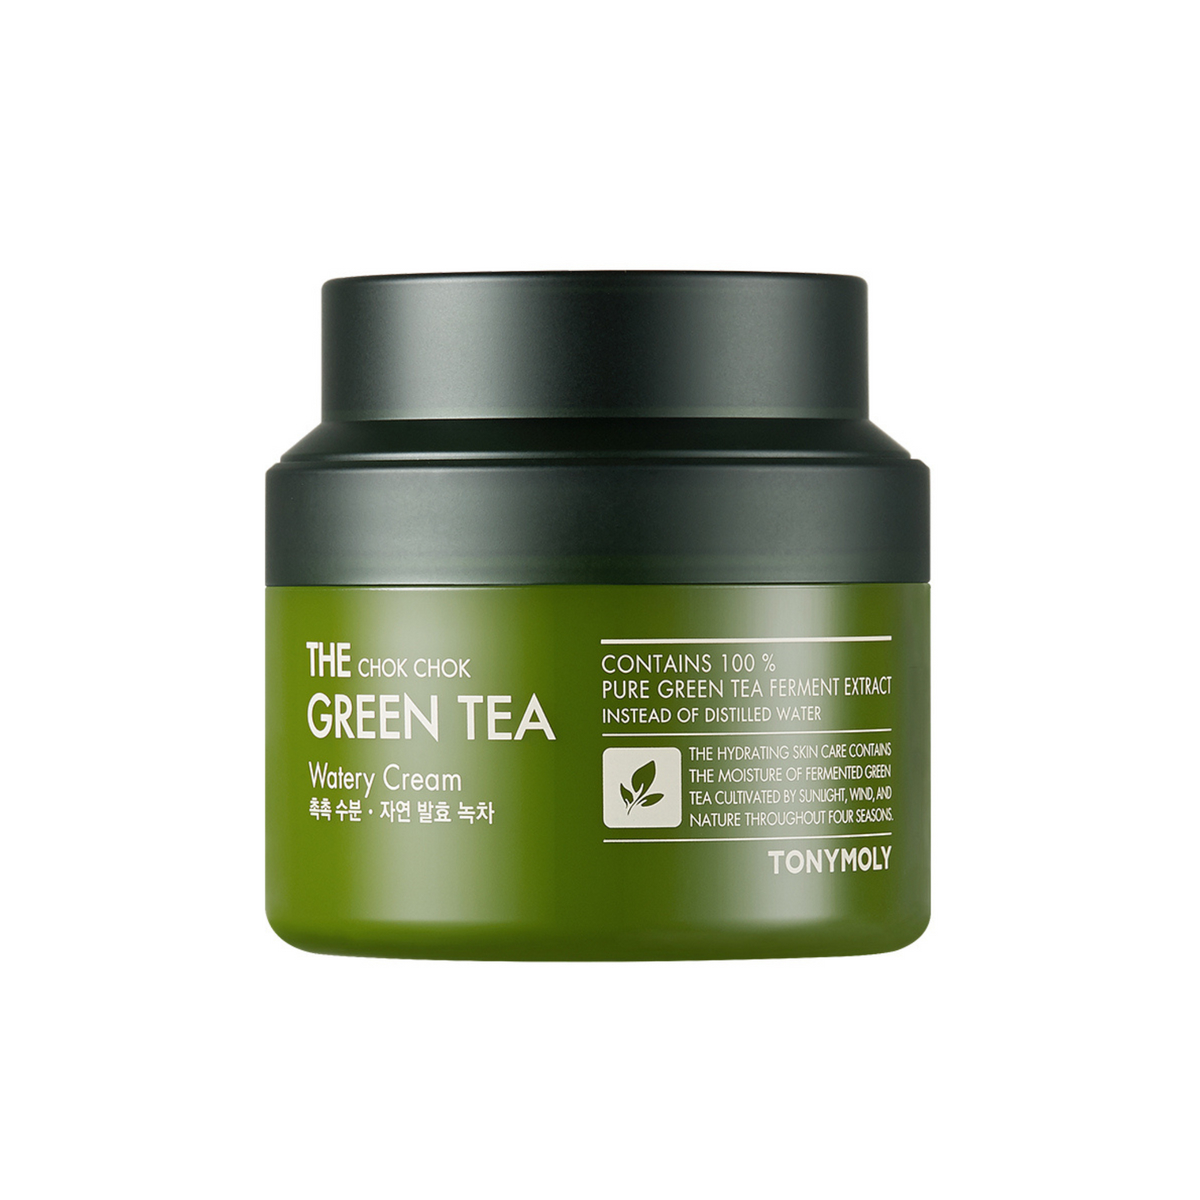 THE CHOK CHOK
GREEN TEA
Watery Cream
촉촉 수분 · 자연 발효 녹차
CONTAINS 100 %
PURE GREEN TEA FERMENT EXTRACT
INSTEAD OF DISTILLED WATER
THE HYDRATING SKIN CARE CONTAINS
THE MOISTURE OF FERMENTED GREEN
TEA CULTIVATED BY SUNLIGHT, WIND, AND
NATURE THROUGHOUT FOUR SEASONS.
TONYMOLY